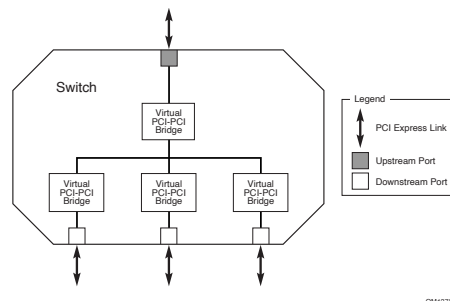 Switch
Virtual
PCI-PCI
Bridge
Virtual
PCI-PCI
Bridge
Virtual
PCI-PCI
Bridge
Virtual
PCI-PCI
Bridge
Legend
PCI Express Link
Upstream Port
Downstream Port